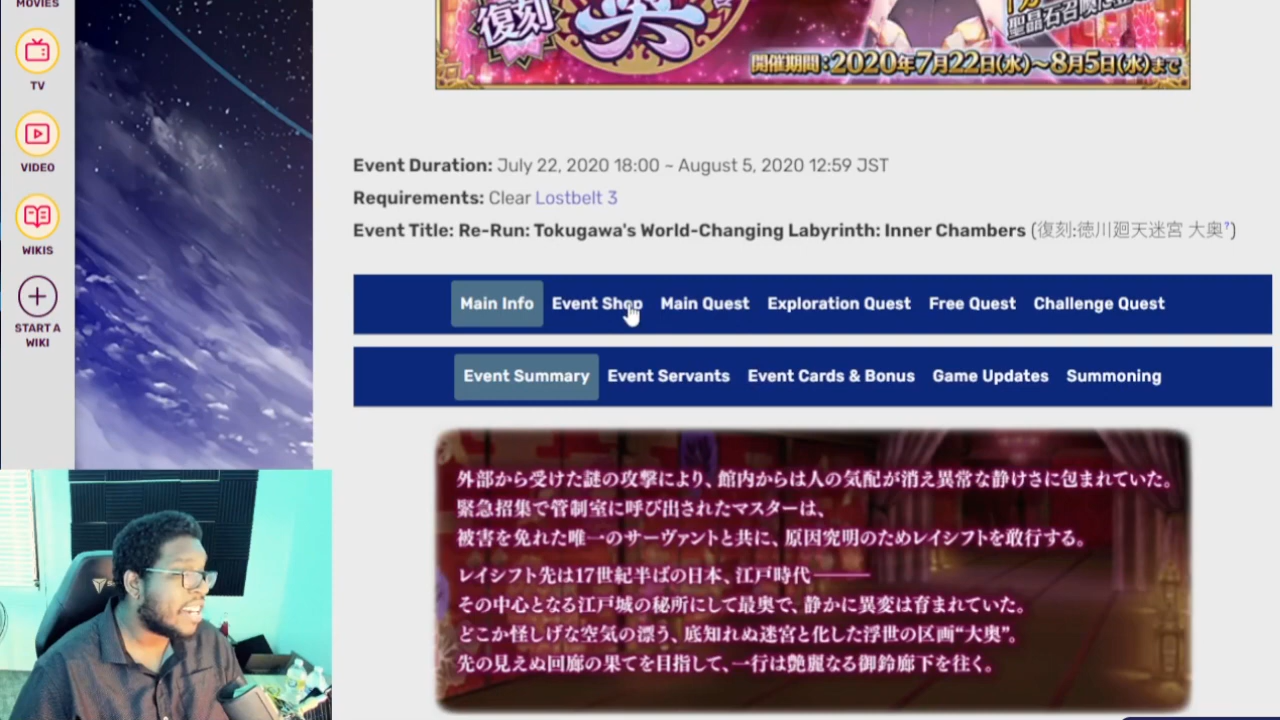 MOVIES
TV
VIDEO
WIKIS
START A
WIKI
復刻
開催期間:2020年7月22日(水)~8月5日(水)まで
Event Duration: July 22, 2020 18:00 ~ August 5, 2020 12:59 JST
Requirements: Clear Lostbelt 3
Event Title: Re-Run: Tokugawa's World-Changing Labyrinth: Inner Chambers (復刻:徳川廻天迷宮 大奥?)
Main Info Event Shop Main Quest Exploration Quest Free Quest Challenge Quest
Event Summary Event Servants Event Cards & Bonus Game Updates Summoning
外部から受けた謎の攻撃により、館内からは人の気配が消え異常な静けさに包まれていた。
緊急招集で管制室に呼び出されたマスターは、
被害を免れた唯一のサーヴァントと共に、原因究明のためレイシフトを敢行する。
レイシフト先は17世紀半ばの日本、江戸時代――
その中心となる江戸城の秘所にして最奥で、静かに異変は育まれていた。
どこか怪しげな空気の漂う、底知れぬ迷宮と化した浮世の区画“大奥”。
先の見えぬ回廊の果てを目指して、一行は艶麗なる御鈴廊下を往く。